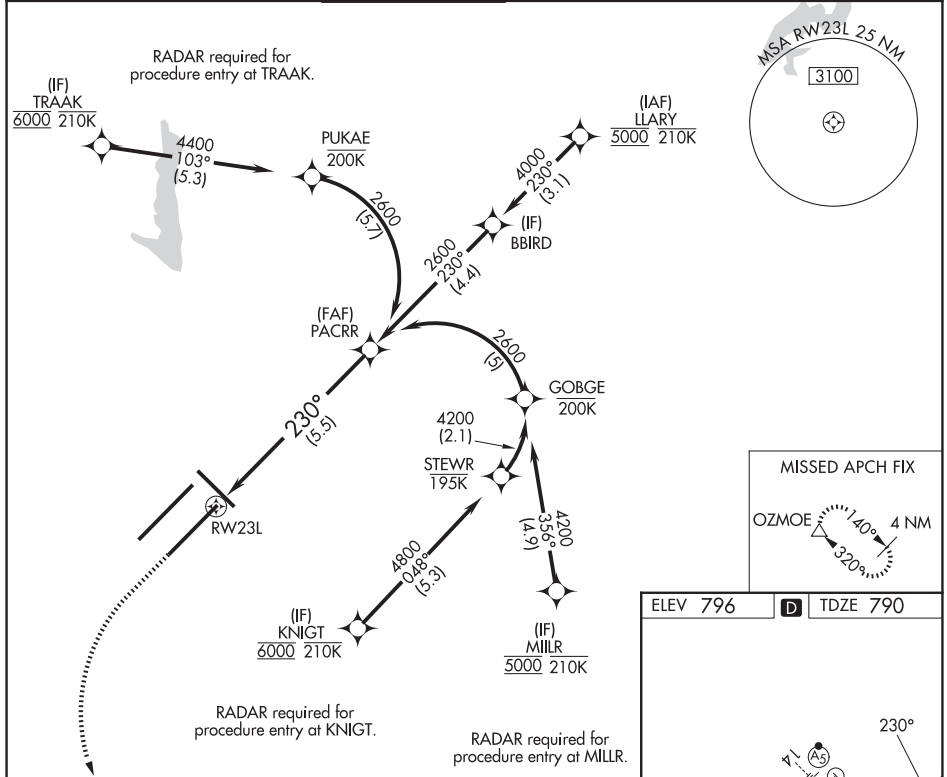 RADAR required for
procedure entry at TRAAK.
MSA RW23L 25 NM
3100
(IF)
TRAAK
6000 210K
4400
103°
(5.3)
PUKAE
200K
2600
(5.7)
(IAF)
LLARY
5000 210K
4000
230°
(3.1)
(IF)
BBIRD
2600
230°
(4.4)
(FAF)
PACRR
2600
(5)
GOBGE
200K
230°
(5.5)
4200
(2.1)
STEWR
195K
RW23L
4800
048°
(5.3)
4200
356°
(4.9)
(IF)
KNIGT
6000 210K
(IF)
MILLR
5000 210K
RADAR required for
procedure entry at KNIGT.
RADAR required for
procedure entry at MILLR.
MISSED APCH FIX
OZMOE
140°
4 NM
320°
ELEV 796
D
TDZE 790
230°
14
A5